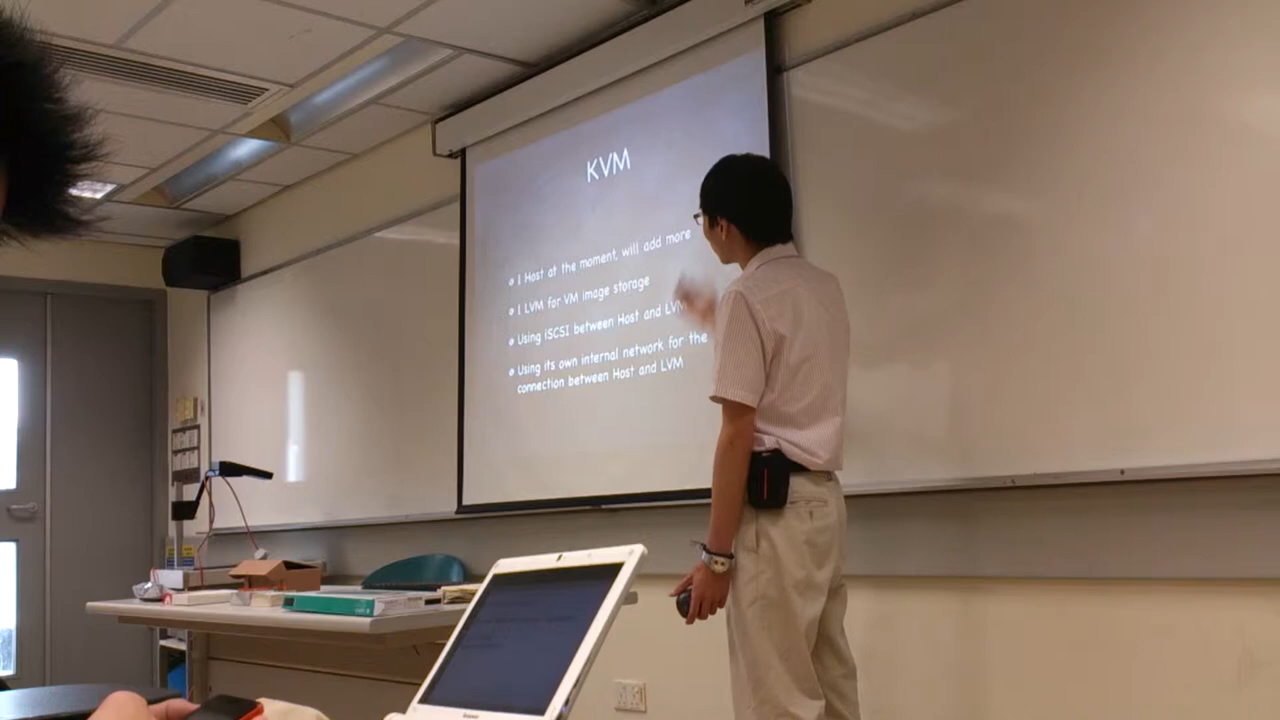 KVM
1 Host at the moment, will add more
1 LVM for VM image storage
Using iSCSI between Host and LVM
Using its own internal network for the
connection between Host and LVM